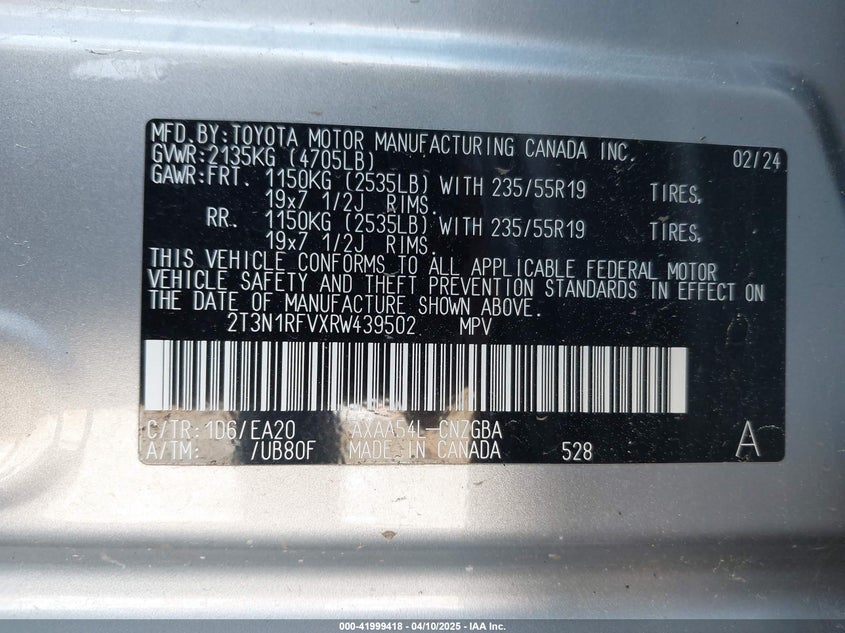 MFD.BY:TOYOTA MOTOR MANUFACTURING CANADA INC. 02/24
GVWR:2135KG (4705LB)
GAWR:FRT. 1150KG (2535LB) WITH 235/55R19 TIRES,
19x7 1/2J RIMS.
RR. 1150KG (2535LB) WITH 235/55R19 TIRES,
19x7 1/2J RIMS.
THIS VEHICLE CONFORMS TO ALL APPLICABLE FEDERAL MOTOR
VEHICLE SAFETY AND THEFT PREVENTION STANDARDS IN EFFECT ON
THE DATE OF MANUFACTURE SHOWN ABOVE.
2T3N1RFVXRW439502 MPV
C/TR:1D6/EA20 AXAA54L-CNZGBA
A/TM: /UB80F MADE IN CANADA 528 A
000-41999418 - 04/10/2025 - IAA Inc.